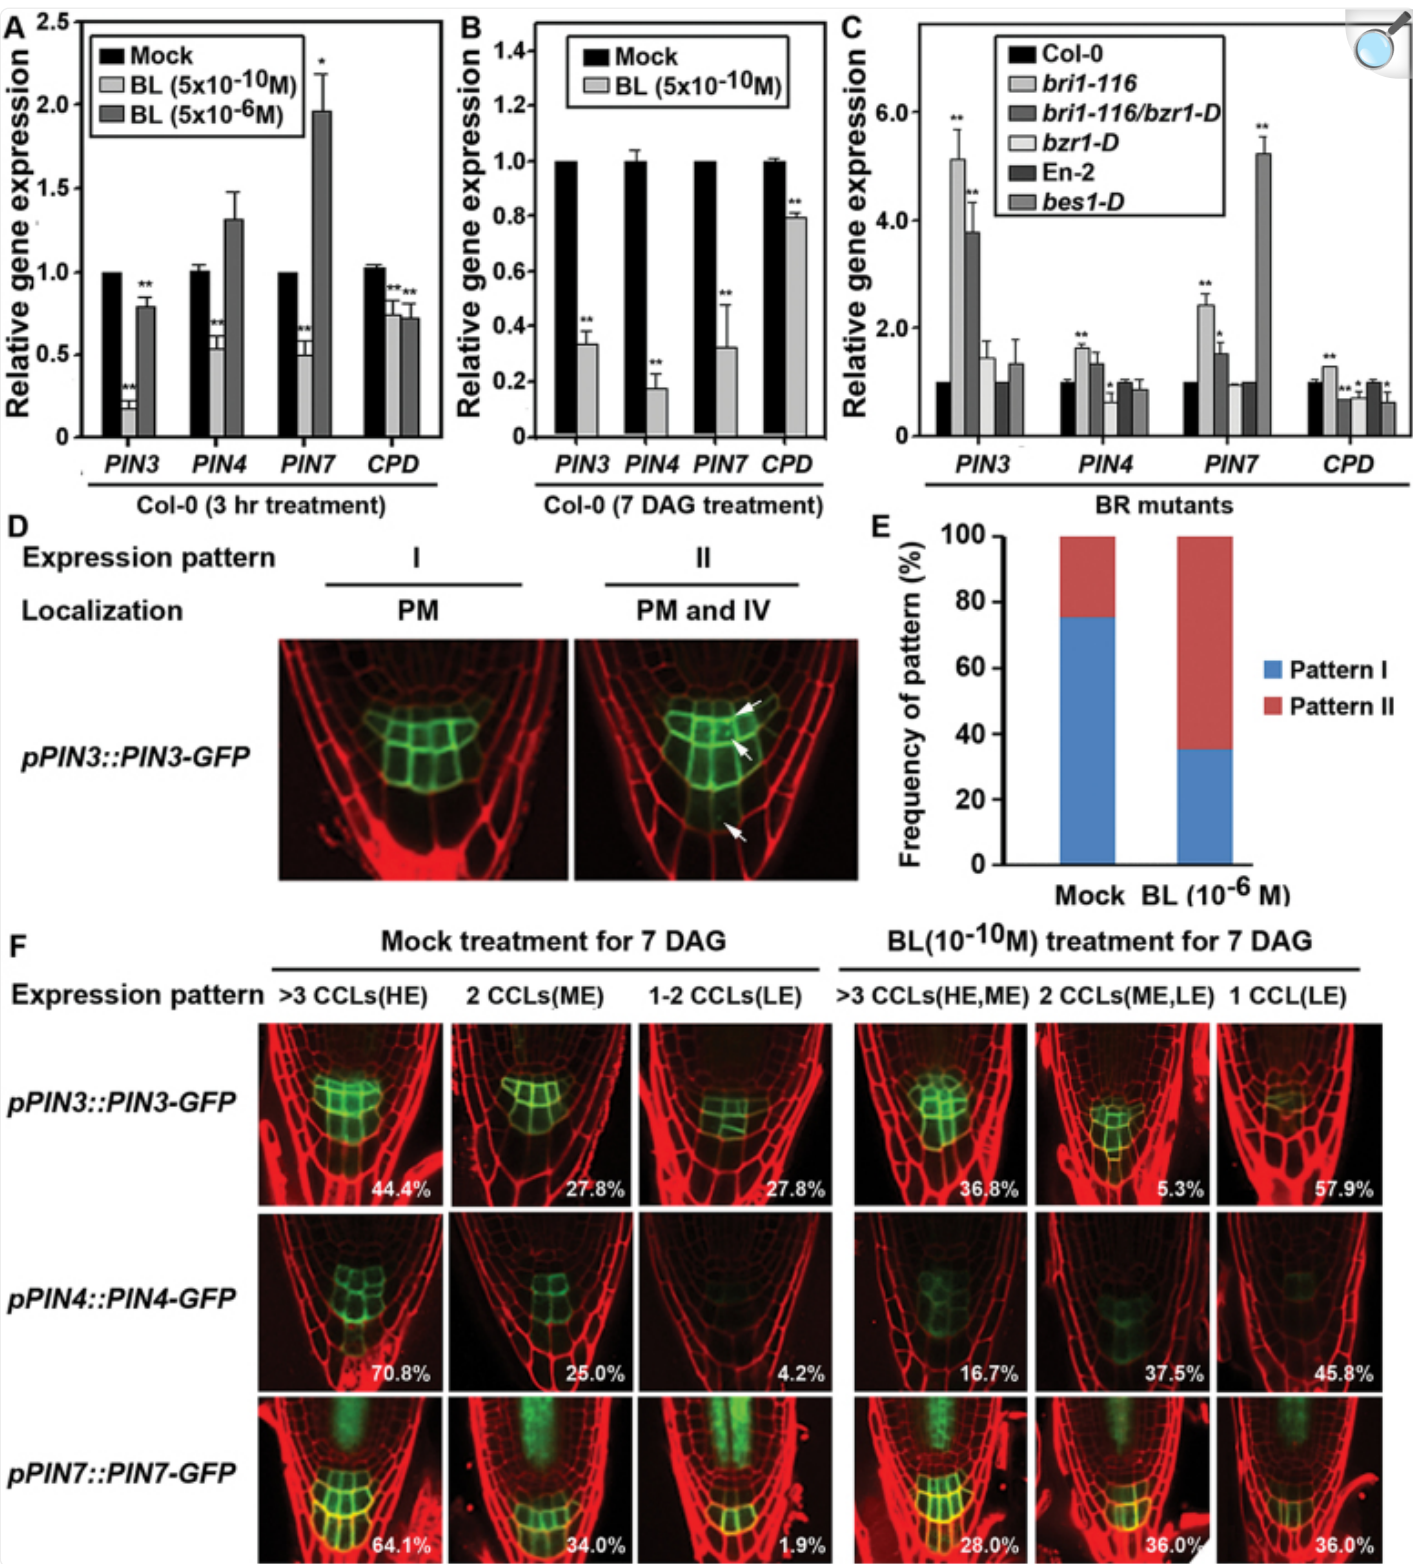 A
Relative gene expression
2.5
2.0
1.5
1.0
0.5
0
Mock
BL (5x10-10M)
BL (5x10-6M)
**
**
**
**
*
** **
PIN3 PIN4 PIN7 CPD
Col-0 (3 hr treatment)
B
Relative gene expression
1.4
1.2
1.0
0.8
0.6
0.4
0.2
0
Mock
BL (5x10-10M)
**
**
**
**
PIN3 PIN4 PIN7 CPD
Col-0 (7 DAG treatment)
C
Relative gene expression
6.0
4.0
2.0
0
Col-0
bri1-116
bri1-116/bzr1-D
bzr1-D
En-2
bes1-D
**
**
**
*
**
*
**
**
** * *
PIN3 PIN4 PIN7 CPD
BR mutants
D
Expression pattern I II
Localization PM PM and IV
pPIN3::PIN3-GFP
E
Frequency of pattern (%)
100
80
60
40
20
0
Mock BL (10-6 M)
Pattern I
Pattern II
F
Mock treatment for 7 DAG BL(10-10M) treatment for 7 DAG
Expression pattern >3 CCLs(HE) 2 CCLs(ME) 1-2 CCLs(LE) >3 CCLs(HE,ME) 2 CCLs(ME,LE) 1 CCL(LE)
pPIN3::PIN3-GFP
44.4% 27.8% 27.8% 36.8% 5.3% 57.9%
pPIN4::PIN4-GFP
70.8% 25.0% 4.2% 16.7% 37.5% 45.8%
pPIN7::PIN7-GFP
64.1% 34.0% 1.9% 28.0% 36.0% 36.0%